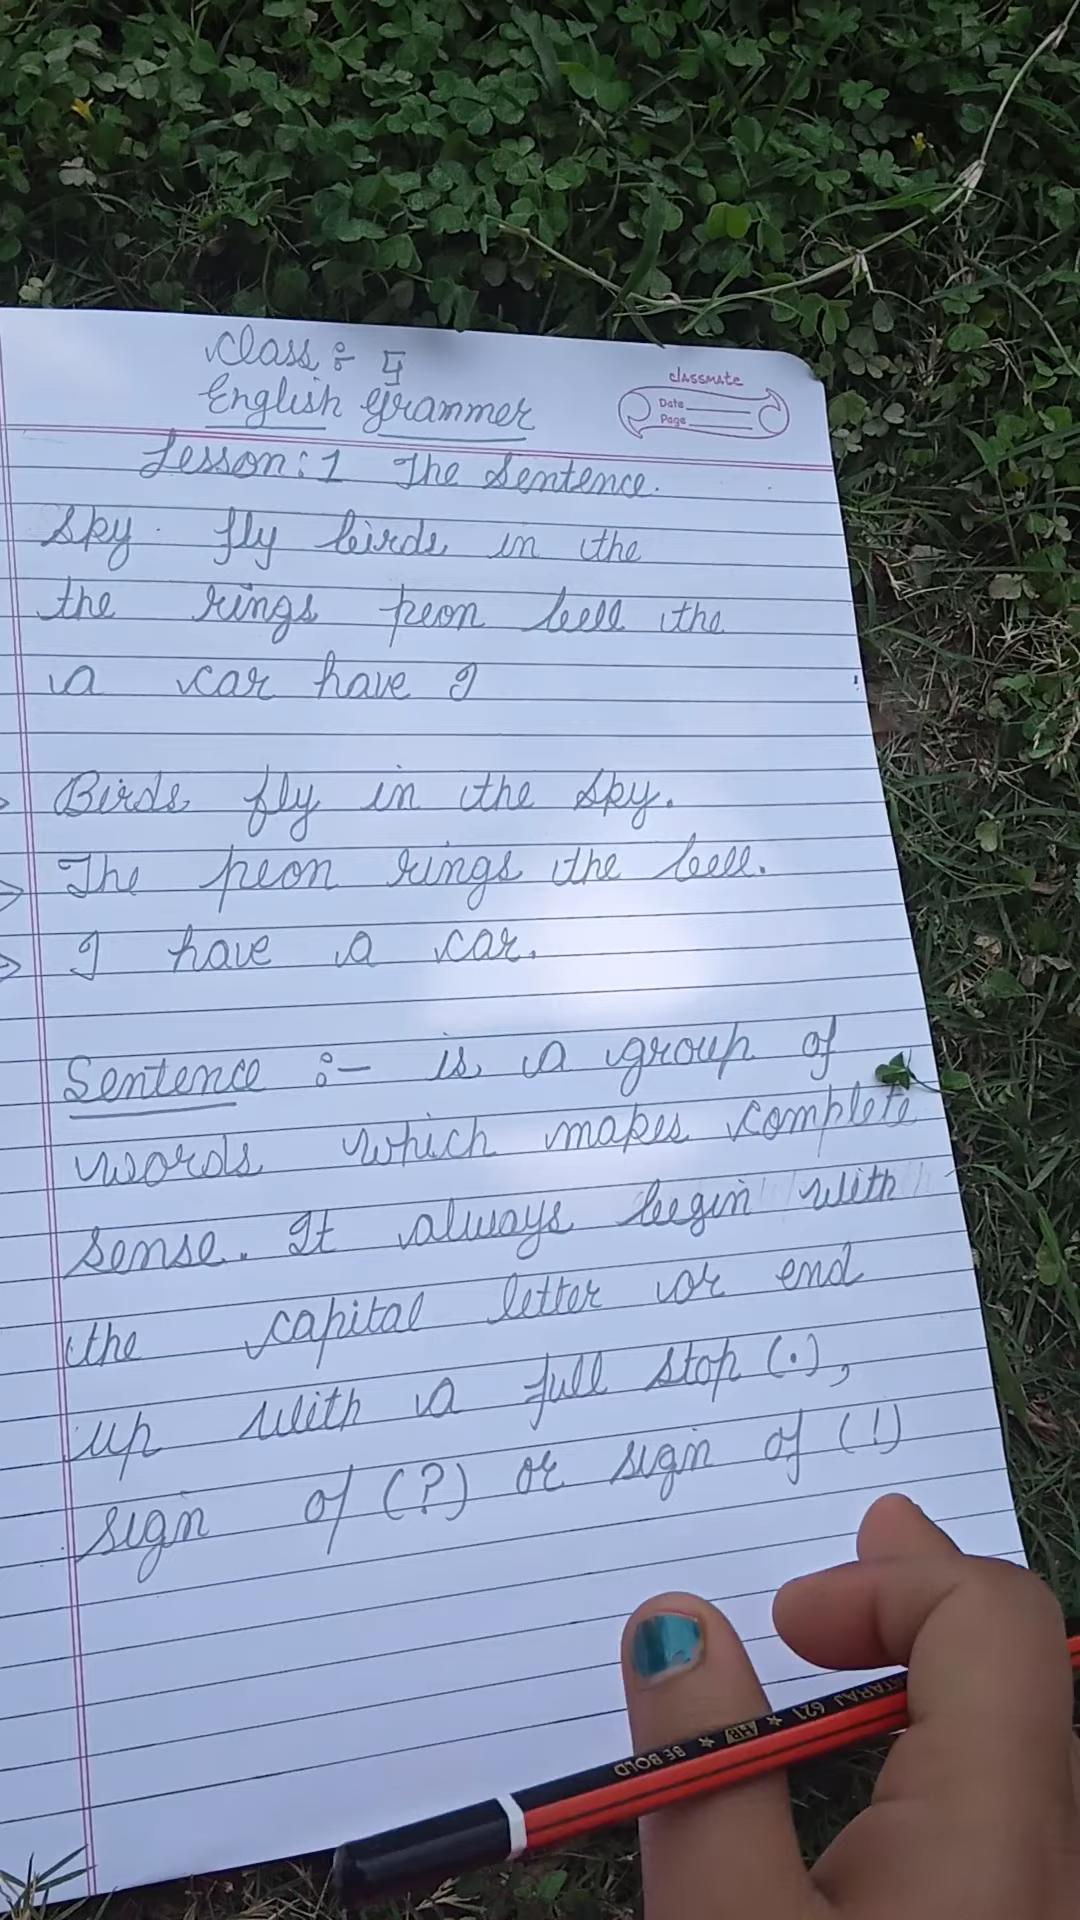 Class :- 4
English Grammer
classmate
Date
Page
Lesson:1 The Sentence.
Sky fly birds in the
the rings peon bell the
a car have I
Birds fly in the sky.
The peon rings the bell.
I have a car.
Sentence :- is a group of
words which makes complete
sense. It always begin with
the capital letter or end
up with a full stop (.),
sign of (?) or sign of (!)
ATARAJ 621 ★ HB ★ BE BOLD